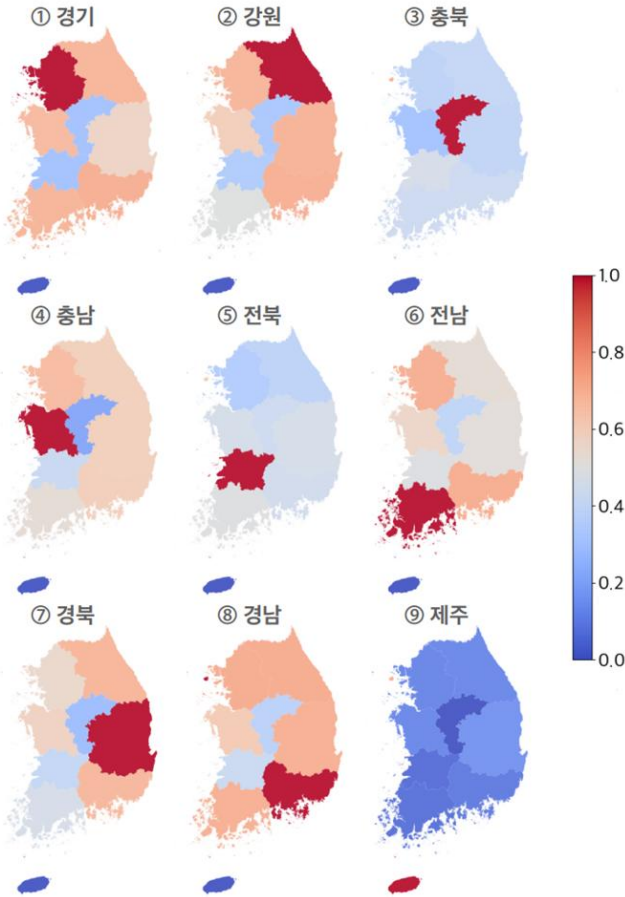 ① 경기
② 강원
③ 충북
④ 충남
⑤ 전북
⑥ 전남
⑦ 경북
⑧ 경남
⑨ 제주
1.0
0.8
0.6
0.4
0.2
0.0